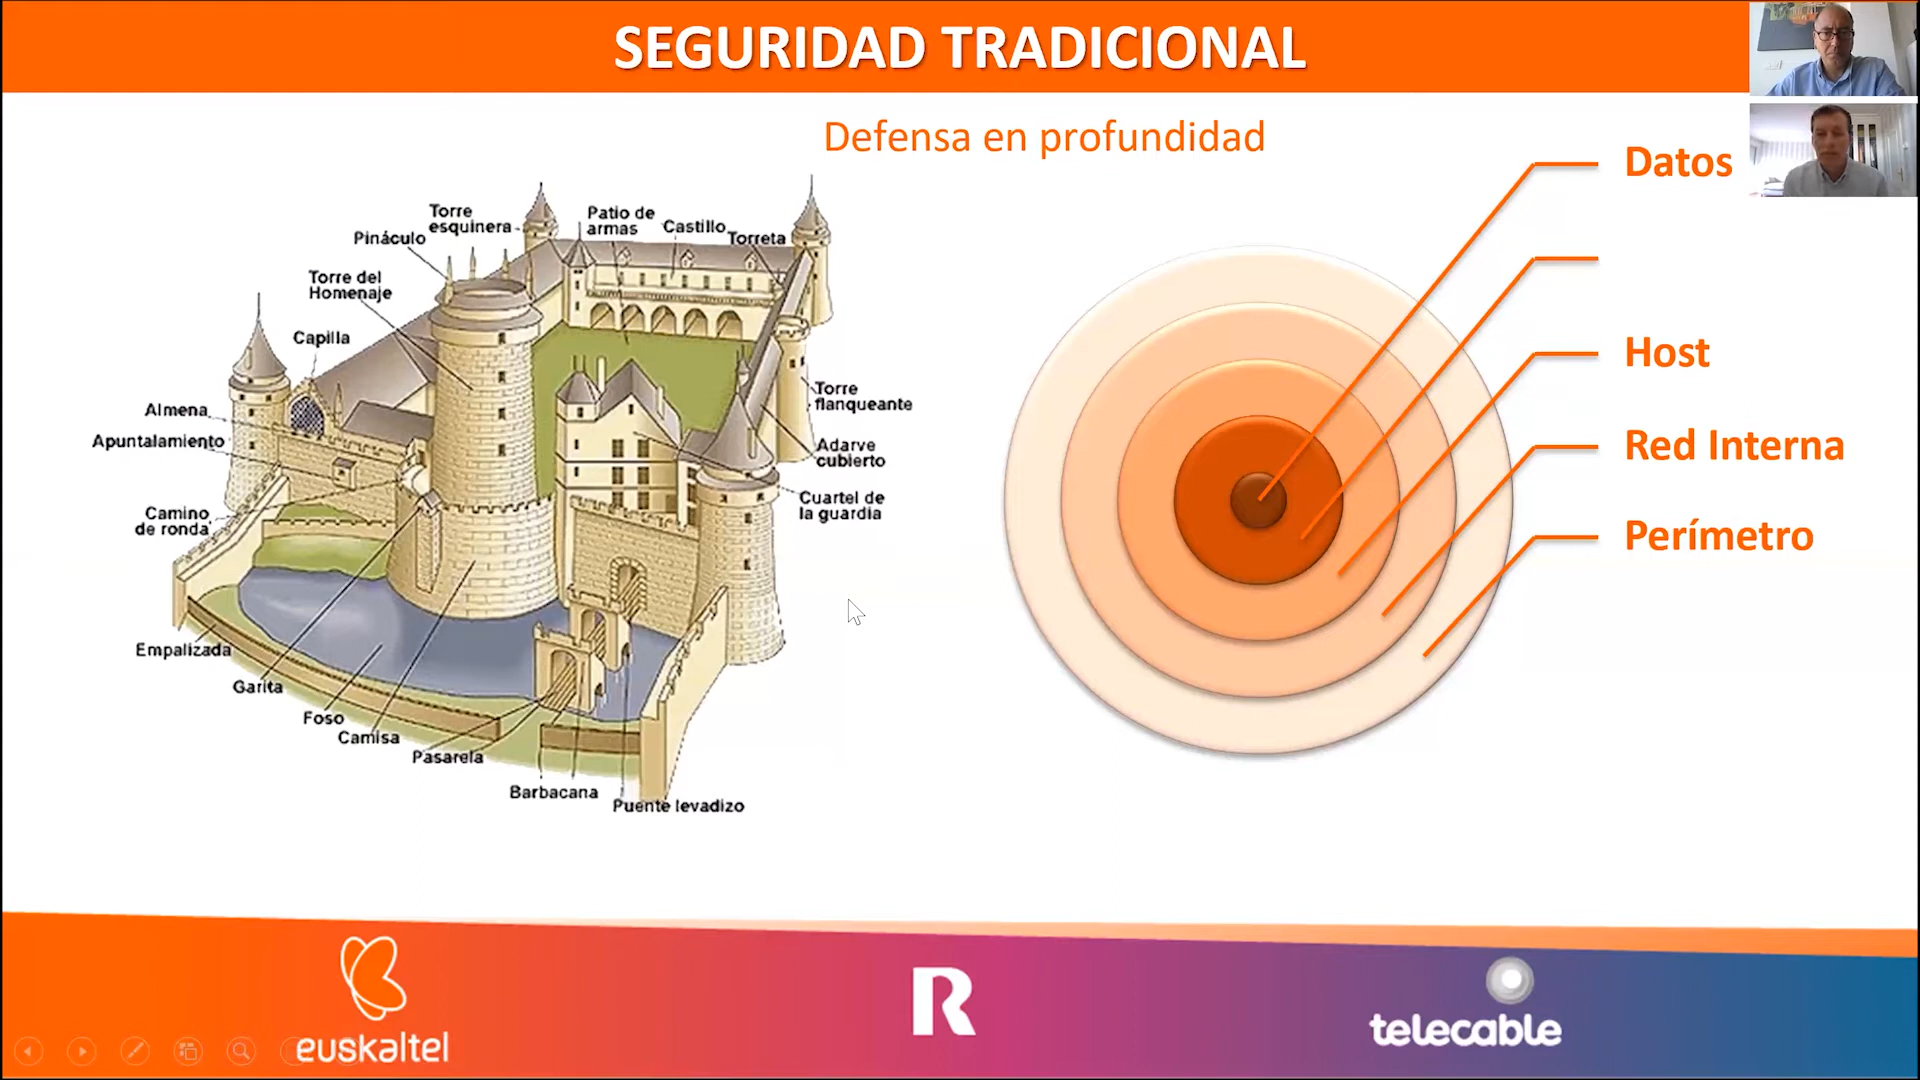 SEGURIDAD TRADICIONAL
Defensa en profundidad
Torre
esquinera
Patio de
armas
Castillo
Torreta
Pináculo
Torre del
Homenaje
Capilla
Almena
Apuntalamiento
Camino
de ronda
Torre
flanqueante
Adarve
cubierto
Cuartel de
la guardia
Empalizada
Garita
Foso
Camisa
Pasarela
Barbacana
Puente levadizo
Datos
Host
Red Interna
Perímetro
euskaltel
R
telecable